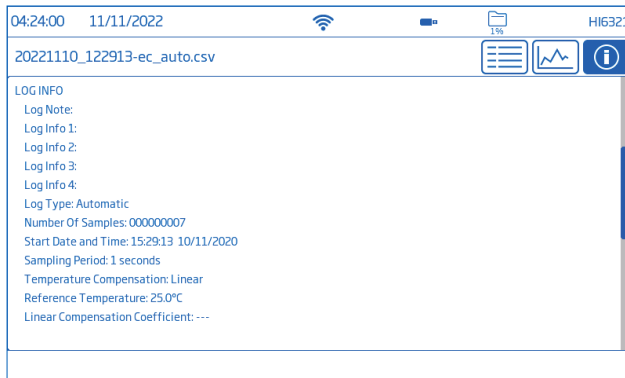 04:24:00 11/11/2022 1% HI6321
20221110_122913-ec_auto.csv
LOG INFO
Log Note:
Log Info 1:
Log Info 2:
Log Info 3:
Log Info 4:
Log Type: Automatic
Number Of Samples: 000000007
Start Date and Time: 15:29:13 10/11/2020
Sampling Period: 1 seconds
Temperature Compensation: Linear
Reference Temperature: 25.0°C
Linear Compensation Coefficient: ---